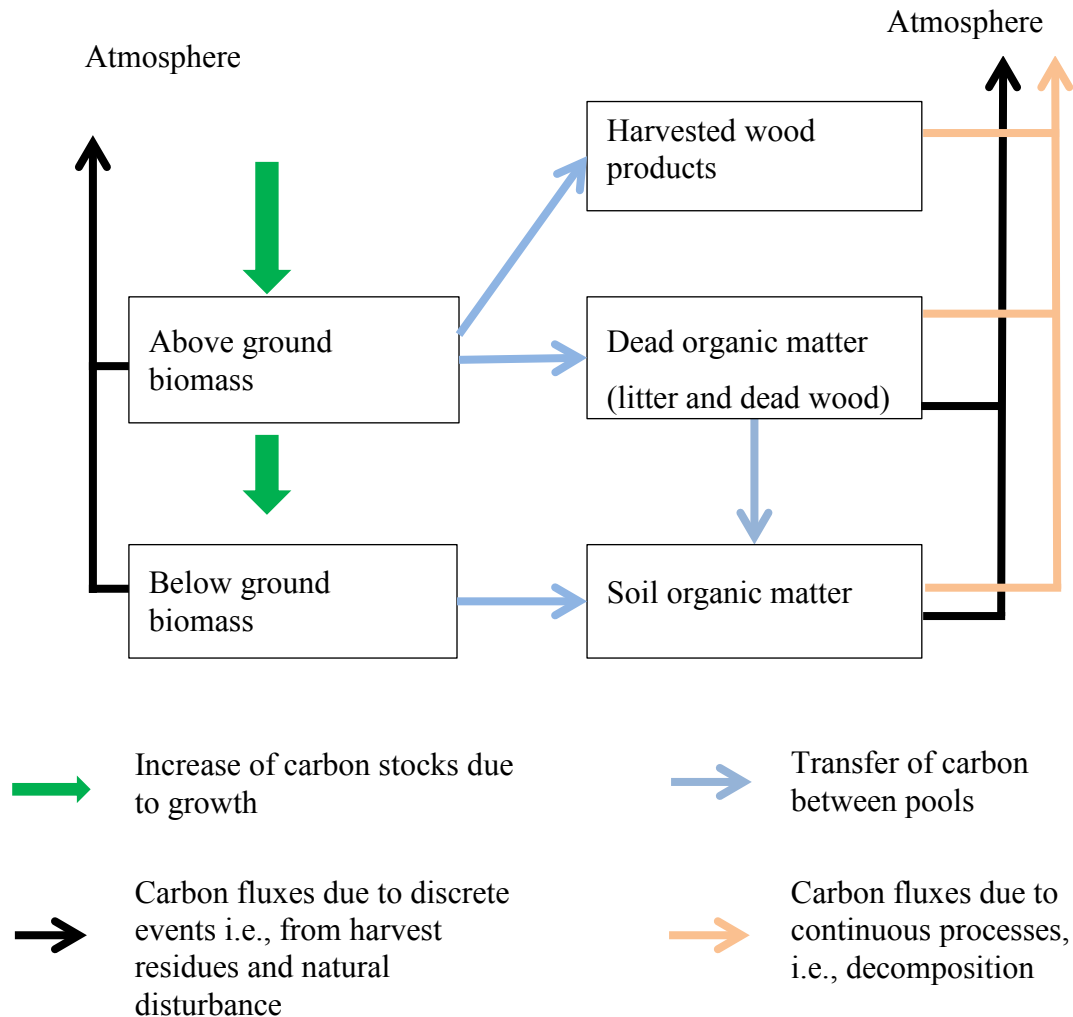 Atmosphere
Atmosphere
Harvested wood
products
Above ground
biomass
Dead organic matter
(litter and dead wood)
Below ground
biomass
Soil organic matter
Increase of carbon stocks due
to growth
Transfer of carbon
between pools
Carbon fluxes due to discrete
events i.e., from harvest
residues and natural
disturbance
Carbon fluxes due to
continuous processes,
i.e., decomposition